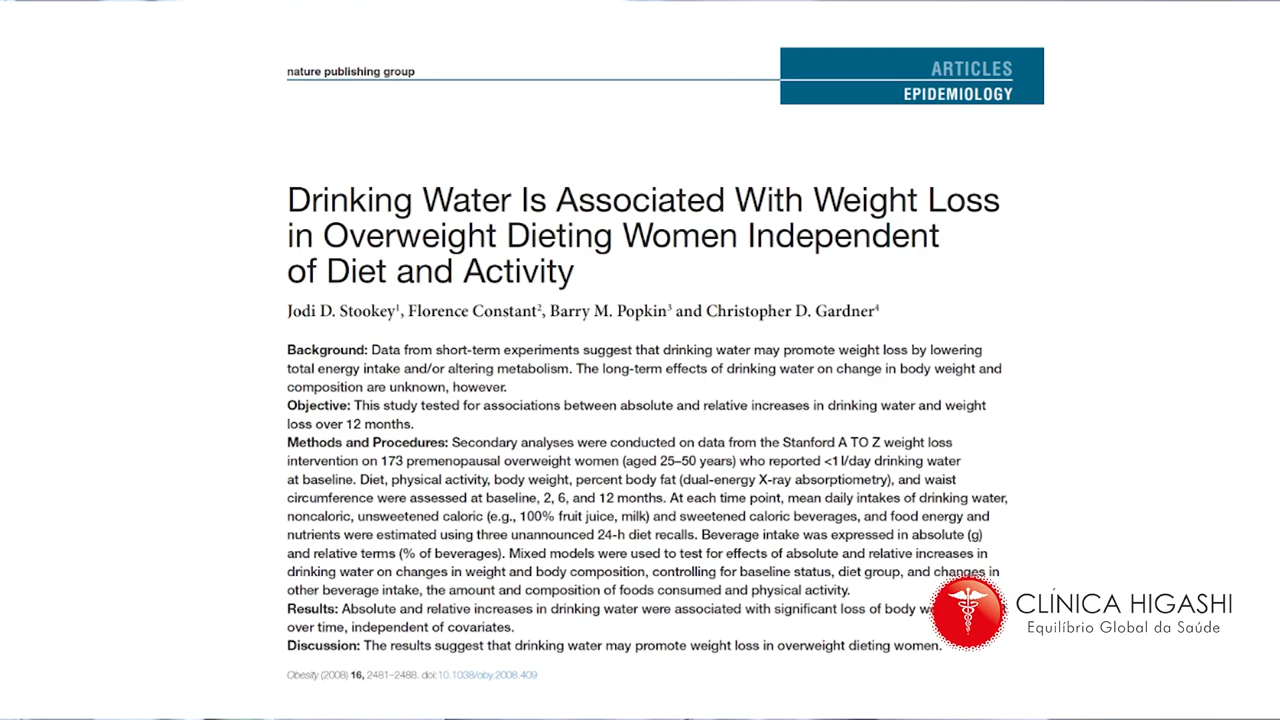 nature publishing group
ARTICLES
EPIDEMIOLOGY
Drinking Water Is Associated With Weight Loss
in Overweight Dieting Women Independent
of Diet and Activity
Jodi D. Stookey¹, Florence Constant², Barry M. Popkin³ and Christopher D. Gardner⁴
Background: Data from short-term experiments suggest that drinking water may promote weight loss by lowering
total energy intake and/or altering metabolism. The long-term effects of drinking water on change in body weight and
composition are unknown, however.
Objective: This study tested for associations between absolute and relative increases in drinking water and weight
loss over 12 months.
Methods and Procedures: Secondary analyses were conducted on data from the Stanford A TO Z weight loss
intervention on 173 premenopausal overweight women (aged 25–50 years) who reported <1 l/day drinking water
at baseline. Diet, physical activity, body weight, percent body fat (dual-energy X-ray absorptiometry), and waist
circumference were assessed at baseline, 2, 6, and 12 months. At each time point, mean daily intakes of drinking water,
noncaloric, unsweetened caloric (e.g., 100% fruit juice, milk) and sweetened caloric beverages, and food energy and
nutrients were estimated using three unannounced 24-h diet recalls. Beverage intake was expressed in absolute (g)
and relative terms (% of beverages). Mixed models were used to test for effects of absolute and relative increases in
drinking water on changes in weight and body composition, controlling for baseline status, diet group, and changes in
other beverage intake, the amount and composition of foods consumed and physical activity.
Results: Absolute and relative increases in drinking water were associated with significant loss of body
over time, independent of covariates.
Discussion: The results suggest that drinking water may promote weight loss in overweight dieting women.
Obesity (2008) 16, 2481–2488. doi:10.1038/oby.2008.409
CLÍNICA HIGASHI
Equilíbrio Global da Saúde